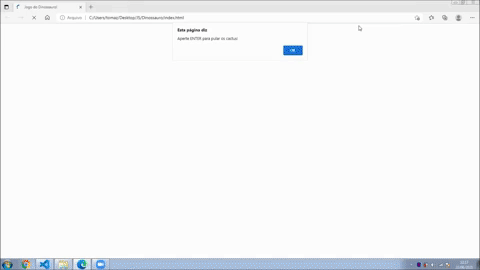 Jogo do Dinossauro!
Arquivo
C:/Users/tomas/Desktop/JS/Dinossauro/index.html
Esta página diz
Aperte ENTER para pular os cactus
OK